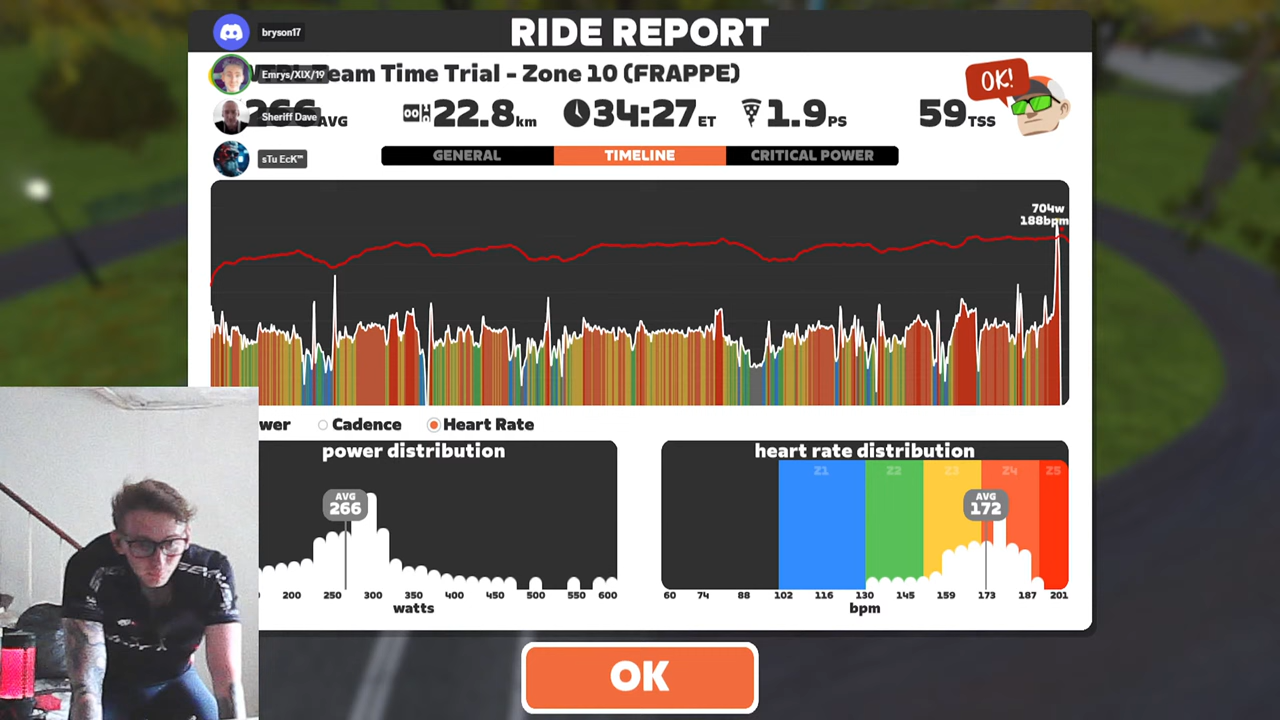 bryson17
RIDE REPORT
OK!
Emrys/XIX/19
Team Time Trial - Zone 10 (FRAPPE)
Sheriff Dave
266AVG
22.8km
34:27ET
1.9PS
59TSS
sTu EcK™
GENERAL
TIMELINE
CRITICAL POWER
704w
188bpm
wer
Cadence
Heart Rate
power distribution
AVG
266
200 250 300 350 400 450 500 550 600
watts
heart rate distribution
Z1 Z2 Z3 Z4 Z5
AVG
172
60 74 88 102 116 130 145 159 173 187 201
bpm
OK